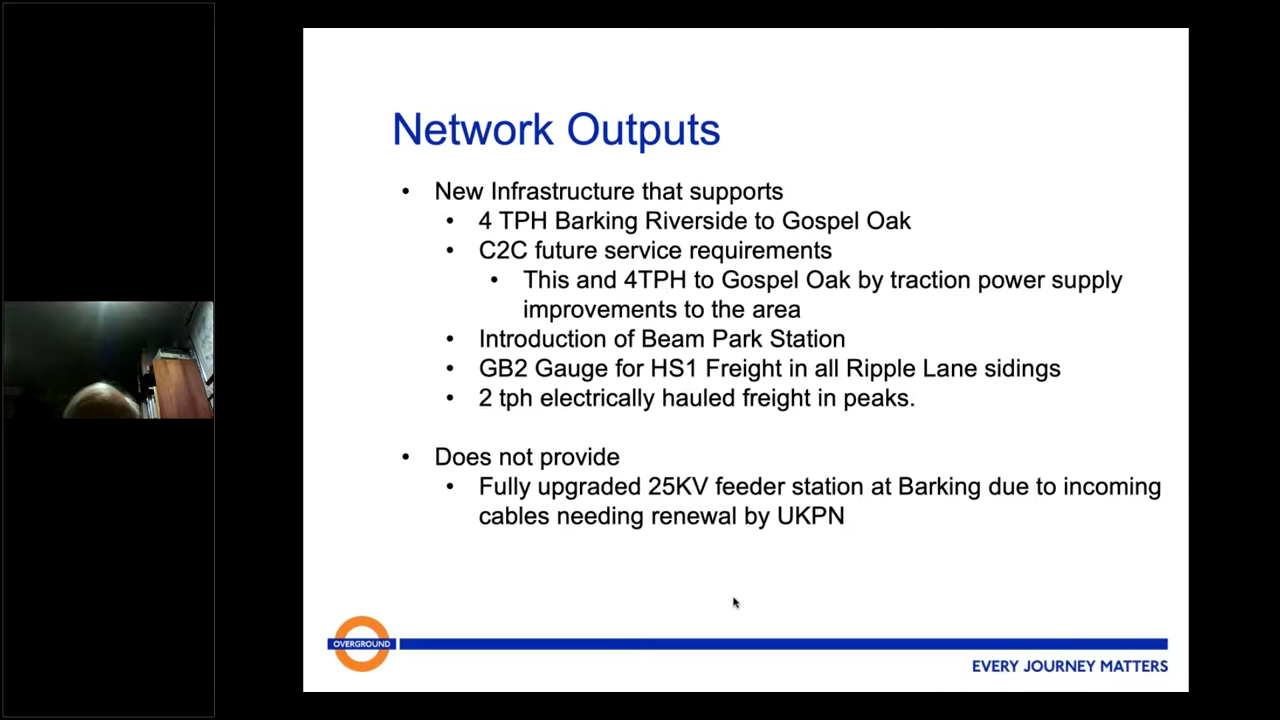 Network Outputs
• New Infrastructure that supports
• 4 TPH Barking Riverside to Gospel Oak
• C2C future service requirements
• This and 4TPH to Gospel Oak by traction power supply
improvements to the area
• Introduction of Beam Park Station
• GB2 Gauge for HS1 Freight in all Ripple Lane sidings
• 2 tph electrically hauled freight in peaks.
• Does not provide
• Fully upgraded 25KV feeder station at Barking due to incoming
cables needing renewal by UKPN
OVERGROUND
EVERY JOURNEY MATTERS